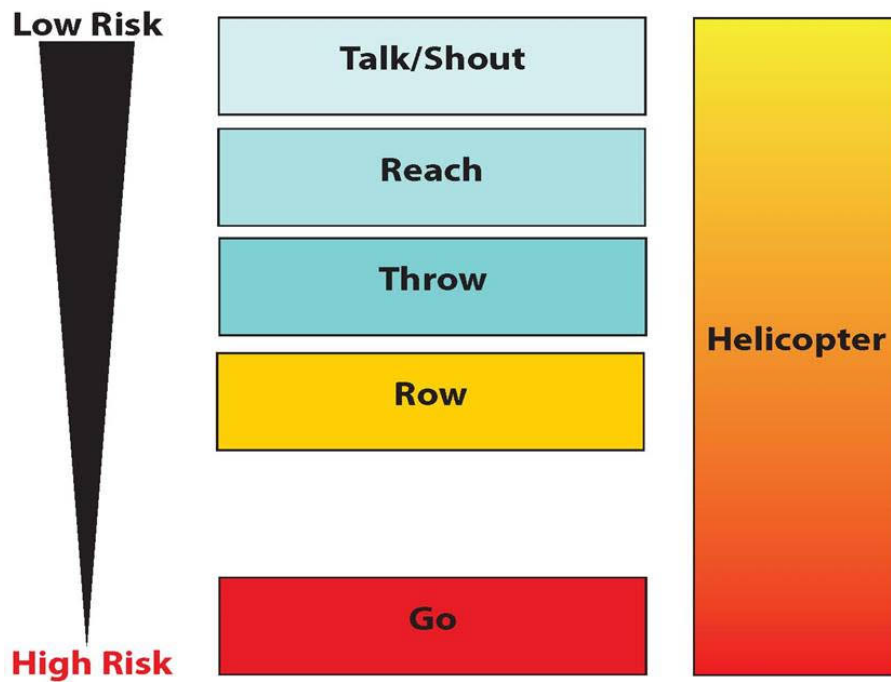 Low Risk
Talk/Shout
Reach
Throw
Helicopter
Row
Go
High Risk